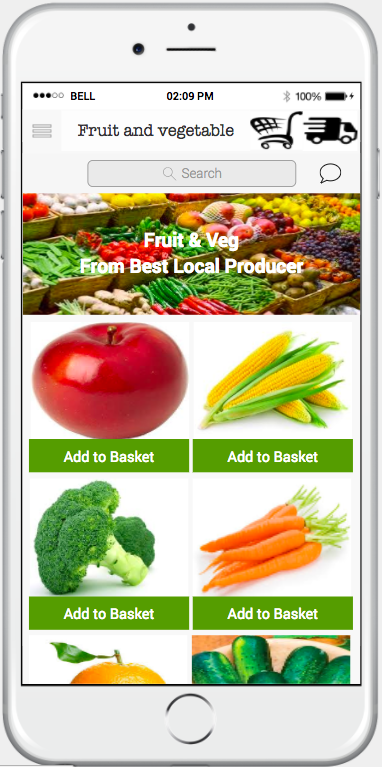 BELL 02:09 PM 100%
Fruit and vegetable
Search
Fruit & Veg
From Best Local Producer
Add to Basket Add to Basket
Add to Basket Add to Basket